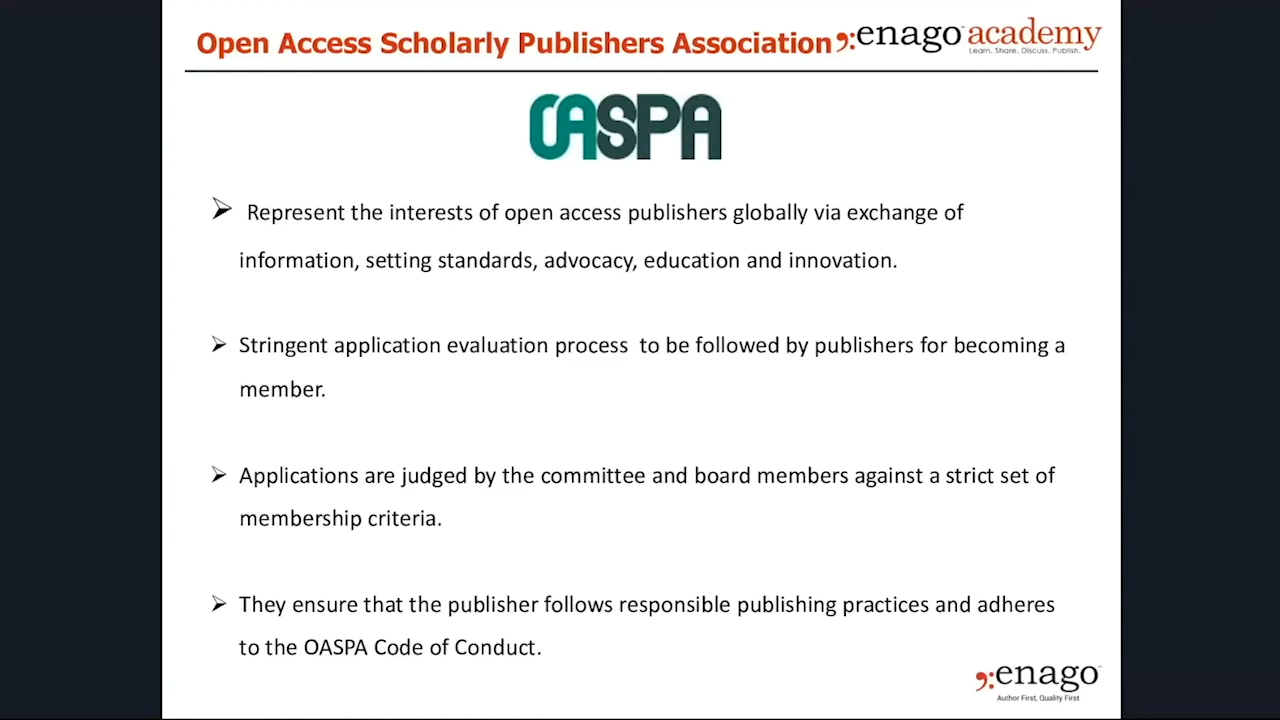 Open Access Scholarly Publishers Association
enago academy
Learn. Share. Discuss. Publish.
OASPA
➢ Represent the interests of open access publishers globally via exchange of
information, setting standards, advocacy, education and innovation.
➢ Stringent application evaluation process to be followed by publishers for becoming a
member.
➢ Applications are judged by the committee and board members against a strict set of
membership criteria.
➢ They ensure that the publisher follows responsible publishing practices and adheres
to the OASPA Code of Conduct.
enago
Author First, Quality First